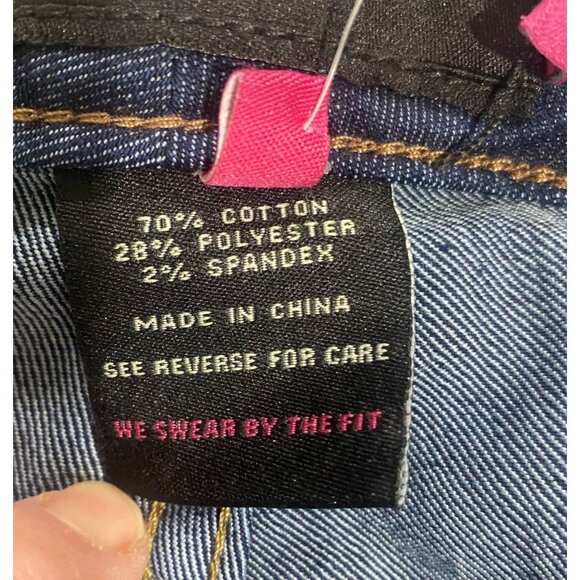 70% COTTON
28% POLYESTER
2% SPANDEX
MADE IN CHINA
SEE REVERSE FOR CARE
WE SWEAR BY THE FIT